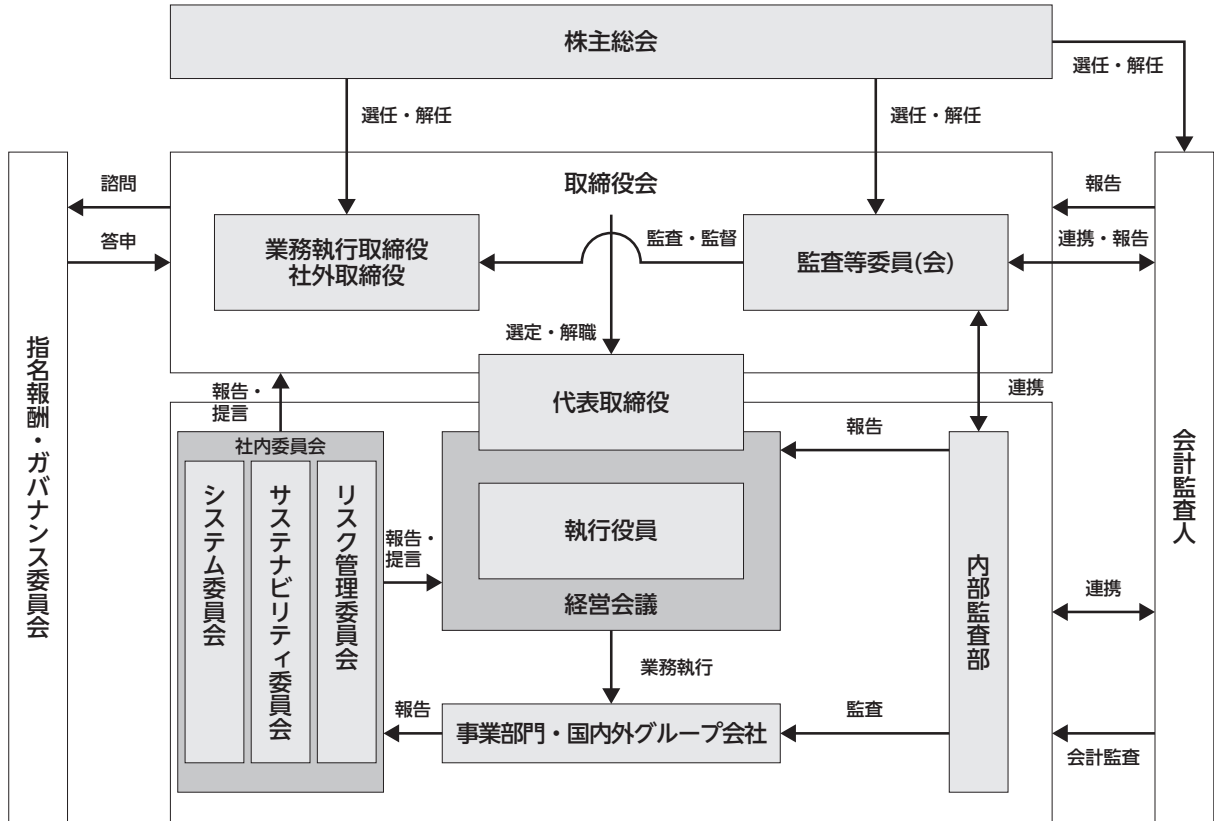 株主総会
選任・解任
選任・解任
選任・解任
取締役会
諮問
答申
報告
連携・報告
業務執行取締役
社外取締役
監査・監督
監査等委員(会)
選定・解職
代表取締役
連携
報告・
提言
報告
指名報酬・ガバナンス委員会
会計監査人
社内委員会
システム委員会
サステナビリティ委員会
リスク管理委員会
報告・
提言
執行役員
経営会議
内部監査部
連携
業務執行
報告
事業部門・国内外グループ会社
監査
会計監査